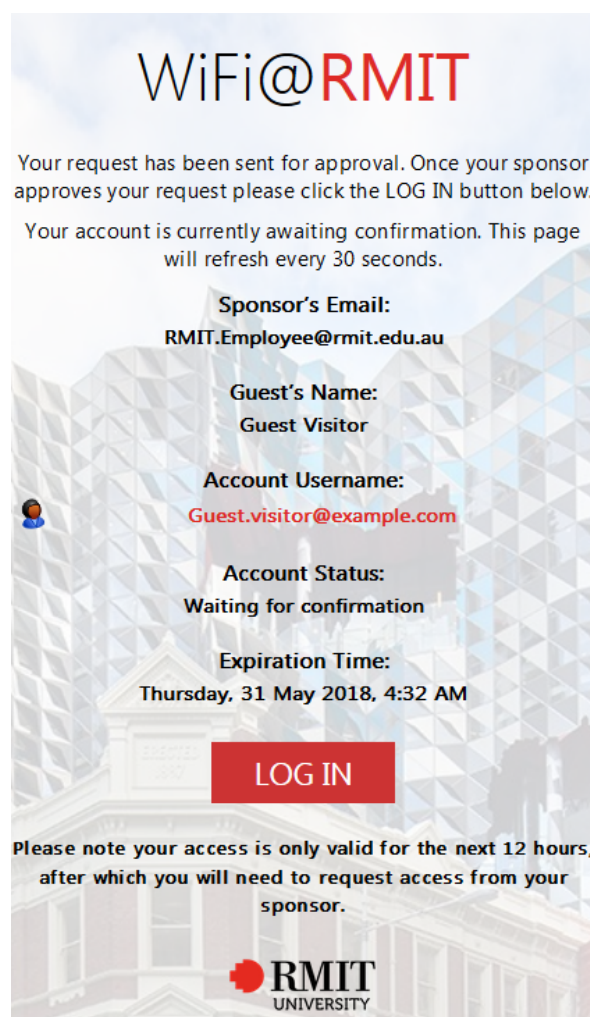 WiFi@RMIT
Your request has been sent for approval. Once your sponsor
approves your request please click the LOG IN button below.
Your account is currently awaiting confirmation. This page
will refresh every 30 seconds.
Sponsor's Email:
RMIT.Employee@rmit.edu.au
Guest's Name:
Guest Visitor
Account Username:
Guest.visitor@example.com
Account Status:
Waiting for confirmation
Expiration Time:
Thursday, 31 May 2018, 4:32 AM
ERECTED
1887
LOG IN
Please note your access is only valid for the next 12 hours,
after which you will need to request access from your
sponsor.
RMIT
UNIVERSITY